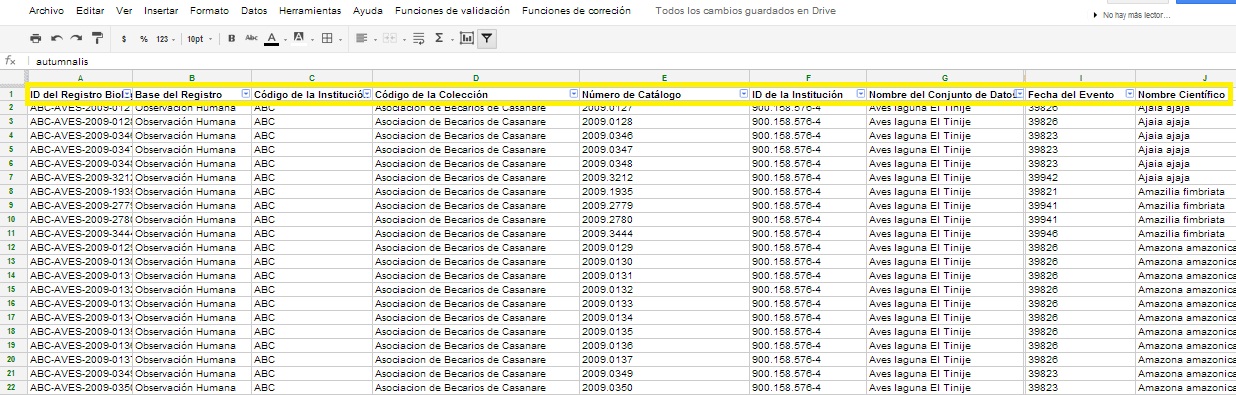 Archivo Editar Ver Insertar Formato Datos Herramientas Ayuda Funciones de validación Funciones de correción Todos los cambios guardados en Drive
No hay más lector...
$ % 123 10pt B Abc A A Σ
fx autumnalis
A B C D E F G I J
1 ID del Registro Biol Base del Registro Código de la Institució Código de la Colección Número de Catálogo ID de la Institución Nombre del Conjunto de Datos Fecha del Evento Nombre Científico
2 ABC-AVES-2009-012 Observación Humana ABC Asociacion de Becarios de Casanare 2009.0127 900.158.576-4 Aves laguna El Tinije 39826 Ajaia ajaja
3 ABC-AVES-2009-0128 Observación Humana ABC Asociacion de Becarios de Casanare 2009.0128 900.158.576-4 Aves laguna El Tinije 39826 Ajaia ajaja
4 ABC-AVES-2009-0346 Observación Humana ABC Asociacion de Becarios de Casanare 2009.0346 900.158.576-4 Aves laguna El Tinije 39823 Ajaia ajaja
5 ABC-AVES-2009-0347 Observación Humana ABC Asociacion de Becarios de Casanare 2009.0347 900.158.576-4 Aves laguna El Tinije 39823 Ajaia ajaja
6 ABC-AVES-2009-0348 Observación Humana ABC Asociacion de Becarios de Casanare 2009.0348 900.158.576-4 Aves laguna El Tinije 39823 Ajaia ajaja
7 ABC-AVES-2009-3212 Observación Humana ABC Asociacion de Becarios de Casanare 2009.3212 900.158.576-4 Aves laguna El Tinije 39942 Ajaia ajaja
8 ABC-AVES-2009-1935 Observación Humana ABC Asociacion de Becarios de Casanare 2009.1935 900.158.576-4 Aves laguna El Tinije 39821 Amazilia fimbriata
9 ABC-AVES-2009-2779 Observación Humana ABC Asociacion de Becarios de Casanare 2009.2779 900.158.576-4 Aves laguna El Tinije 39941 Amazilia fimbriata
10 ABC-AVES-2009-2780 Observación Humana ABC Asociacion de Becarios de Casanare 2009.2780 900.158.576-4 Aves laguna El Tinije 39941 Amazilia fimbriata
11 ABC-AVES-2009-3444 Observación Humana ABC Asociacion de Becarios de Casanare 2009.3444 900.158.576-4 Aves laguna El Tinije 39946 Amazilia fimbriata
12 ABC-AVES-2009-0129 Observación Humana ABC Asociacion de Becarios de Casanare 2009.0129 900.158.576-4 Aves laguna El Tinije 39826 Amazona amazonica
13 ABC-AVES-2009-0130 Observación Humana ABC Asociacion de Becarios de Casanare 2009.0130 900.158.576-4 Aves laguna El Tinije 39826 Amazona amazonica
14 ABC-AVES-2009-0131 Observación Humana ABC Asociacion de Becarios de Casanare 2009.0131 900.158.576-4 Aves laguna El Tinije 39826 Amazona amazonica
15 ABC-AVES-2009-0132 Observación Humana ABC Asociacion de Becarios de Casanare 2009.0132 900.158.576-4 Aves laguna El Tinije 39826 Amazona amazonica
16 ABC-AVES-2009-0133 Observación Humana ABC Asociacion de Becarios de Casanare 2009.0133 900.158.576-4 Aves laguna El Tinije 39826 Amazona amazonica
17 ABC-AVES-2009-0134 Observación Humana ABC Asociacion de Becarios de Casanare 2009.0134 900.158.576-4 Aves laguna El Tinije 39826 Amazona amazonica
18 ABC-AVES-2009-0135 Observación Humana ABC Asociacion de Becarios de Casanare 2009.0135 900.158.576-4 Aves laguna El Tinije 39826 Amazona amazonica
19 ABC-AVES-2009-0136 Observación Humana ABC Asociacion de Becarios de Casanare 2009.0136 900.158.576-4 Aves laguna El Tinije 39826 Amazona amazonica
20 ABC-AVES-2009-0137 Observación Humana ABC Asociacion de Becarios de Casanare 2009.0137 900.158.576-4 Aves laguna El Tinije 39826 Amazona amazonica
21 ABC-AVES-2009-0349 Observación Humana ABC Asociacion de Becarios de Casanare 2009.0349 900.158.576-4 Aves laguna El Tinije 39823 Amazona amazonica
22 ABC-AVES-2009-0350 Observación Humana ABC Asociacion de Becarios de Casanare 2009.0350 900.158.576-4 Aves laguna El Tinije 39823 Amazona amazonica